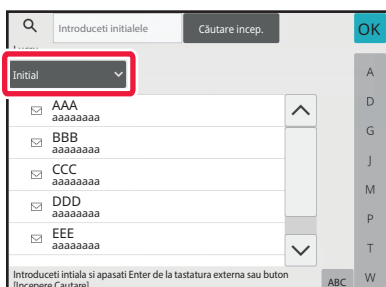 Introduceti initialele
Căutare incep.
OK
Initial
A
D
G
J
M
P
T
W
AAA
aaaaaaaa
BBB
aaaaaaaa
CCC
aaaaaaaa
DDD
aaaaaaaa
EEE
aaaaaaaa
Introduceti intiala si apasati Enter de la tastatura externa sau buton
[Incepere Cautare]
ABC